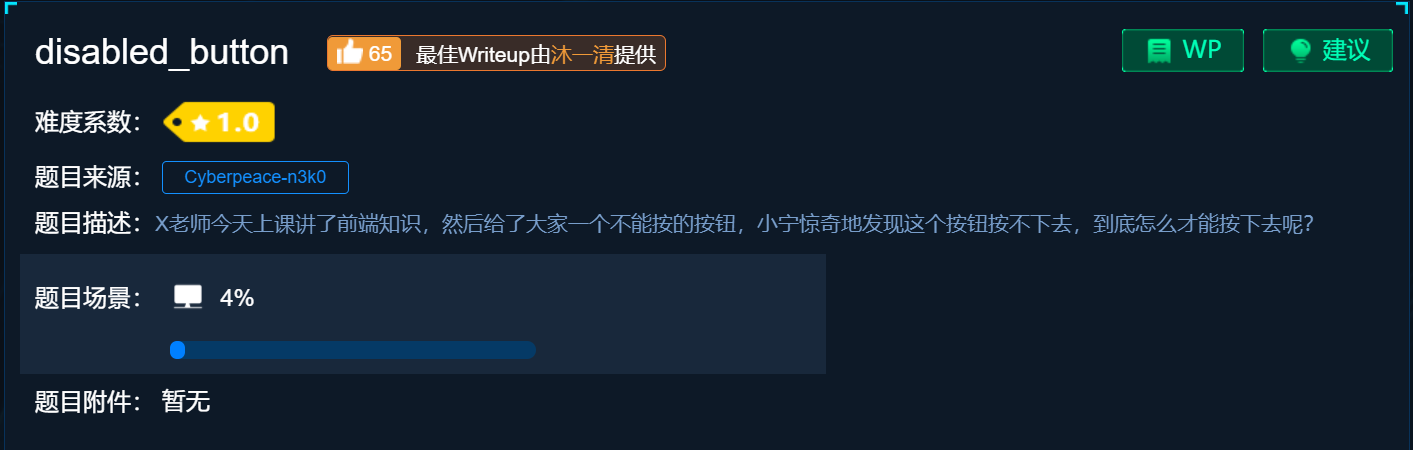 disabled_button 65 最佳Writeup由沐一清提供 WP 建议
难度系数： 1.0
题目来源： Cyberpeace-n3k0
题目描述：X老师今天上课讲了前端知识，然后给了大家一个不能按的按钮，小宁惊奇地发现这个按钮按不下去，到底怎么才能按下去呢？
题目场景： 4%
题目附件： 暂无